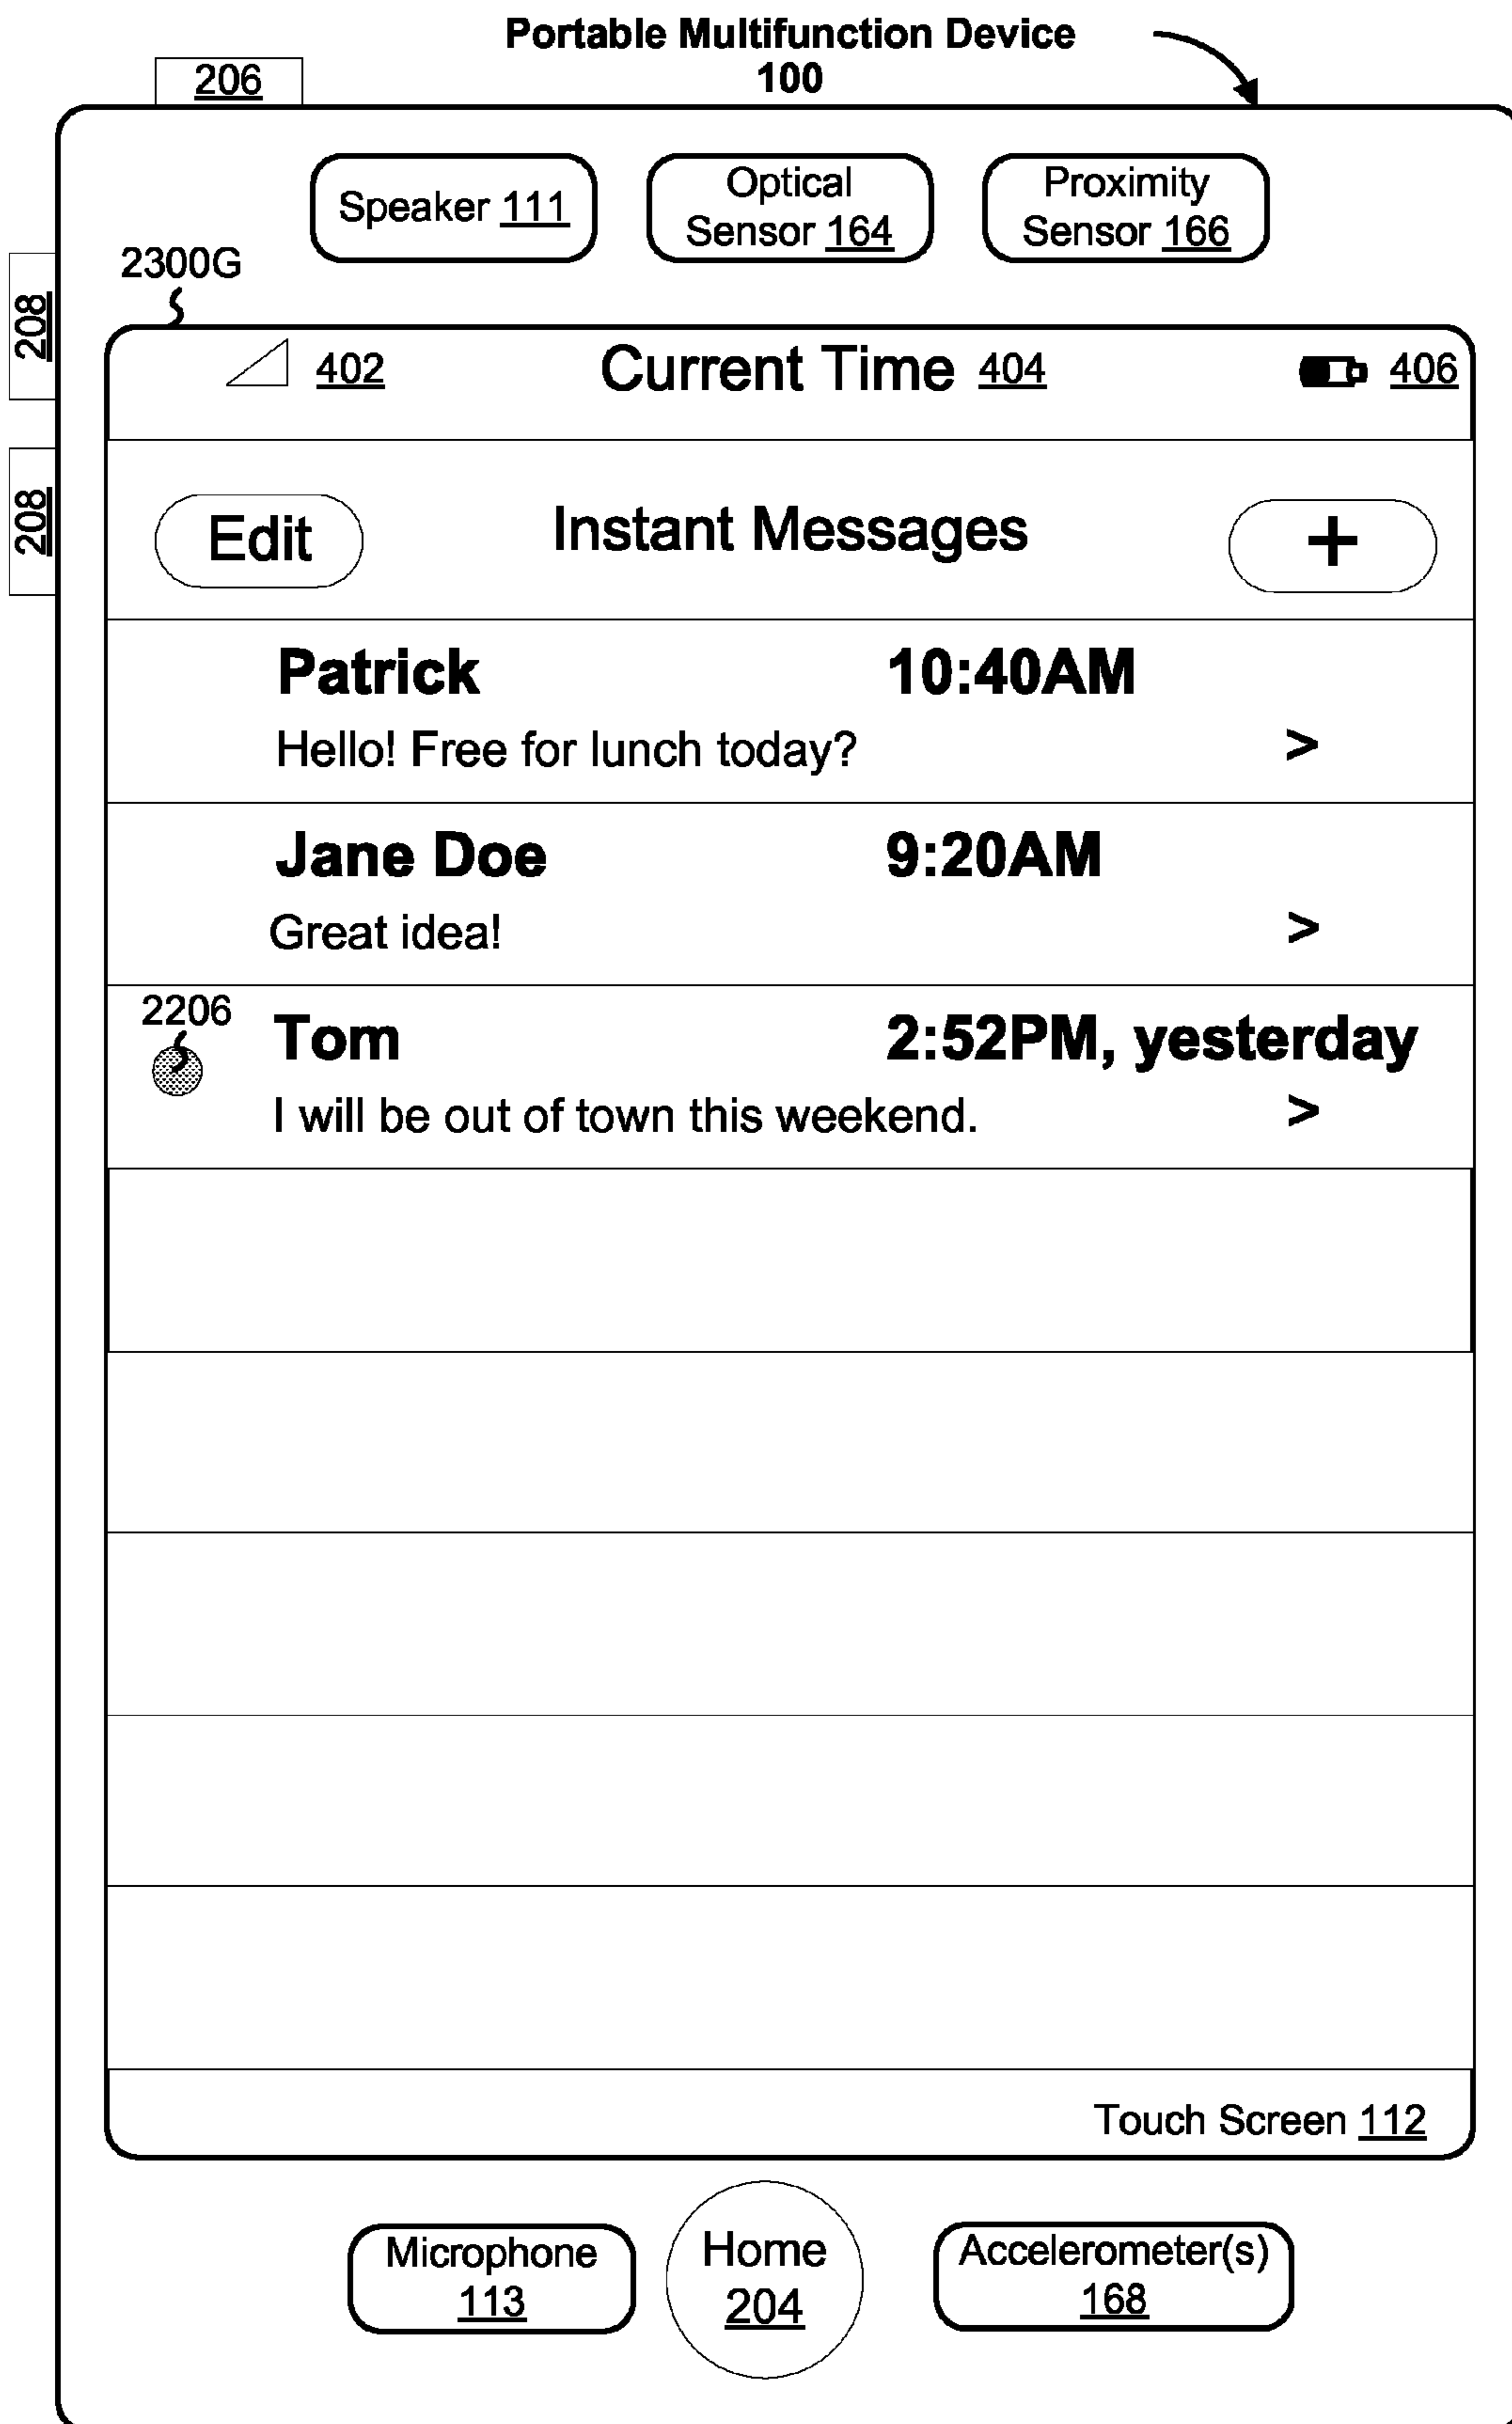 Portable Multifunction Device
100
206
Speaker 111
Optical
Sensor 164
Proximity
Sensor 166
208
2300G
402 Current Time 404 406
208
Edit Instant Messages +
Patrick 10:40AM
Hello! Free for lunch today? >
Jane Doe 9:20AM
Great idea! >
2206
Tom 2:52PM, yesterday
I will be out of town this weekend. >
Touch Screen 112
Microphone
113
Home
204
Accelerometer(s)
168